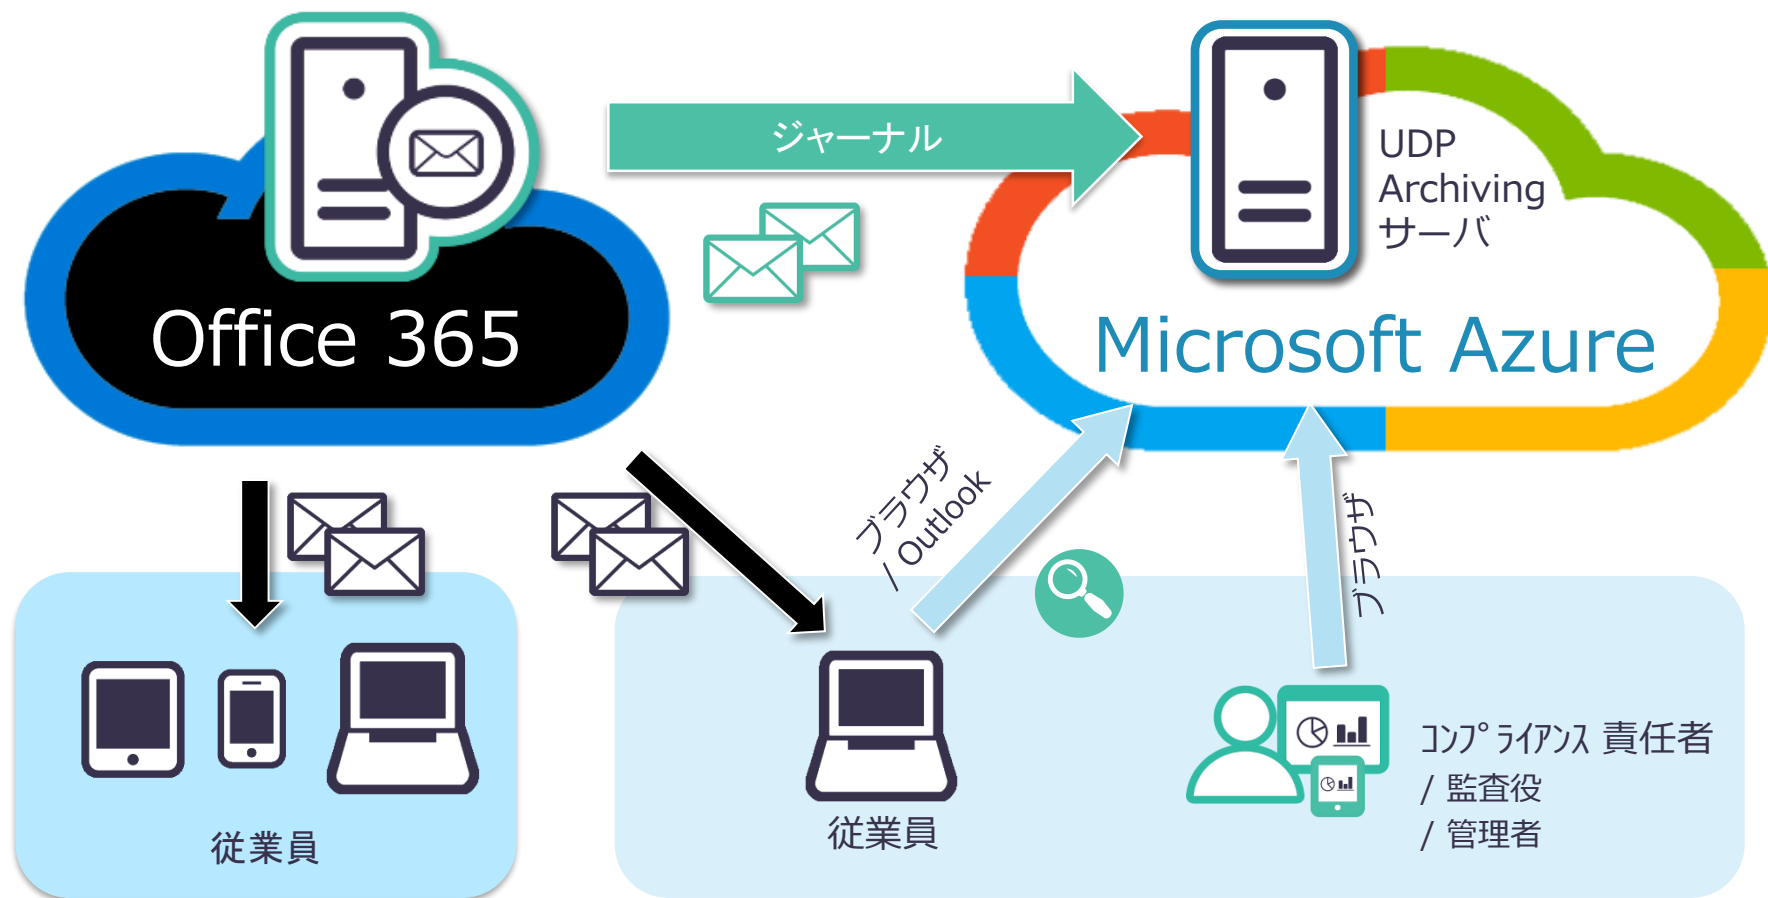 ジャーナル
UDP
Archiving
サーバ
Office 365
Microsoft Azure
ブラウザ
/ Outlook
ブラウザ
従業員
従業員
コンプライアンス 責任者
/ 監査役
/ 管理者